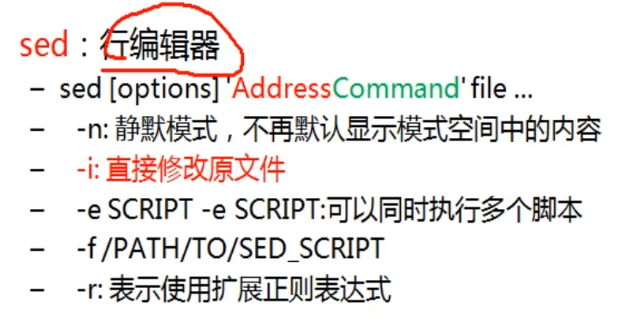 sed：行编辑器
– sed [options] 'AddressCommand' file ...
– -n: 静默模式，不再默认显示模式空间中的内容
– -i: 直接修改原文件
– -e SCRIPT -e SCRIPT:可以同时执行多个脚本
– -f /PATH/TO/SED_SCRIPT
– -r: 表示使用扩展正则表达式